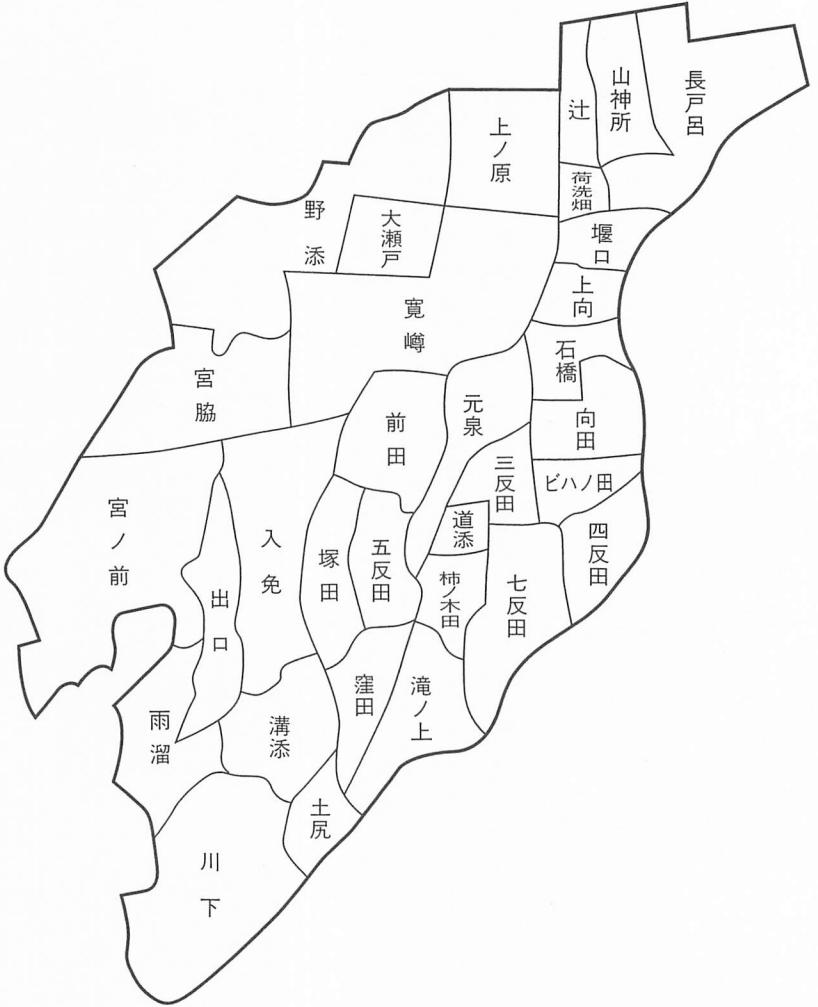 長戸呂
山神所
辻
上ノ原
荷洗畑
野添
大瀬戸
堰口
上向
寛嶹
石橋
宮脇
元泉
前田
向田
三反田
ビハノ田
宮ノ前
道添
四反田
入免
塚田
五反田
柿ノ木田
七反田
出口
窪田
滝ノ上
雨溜
溝添
土尻
川下